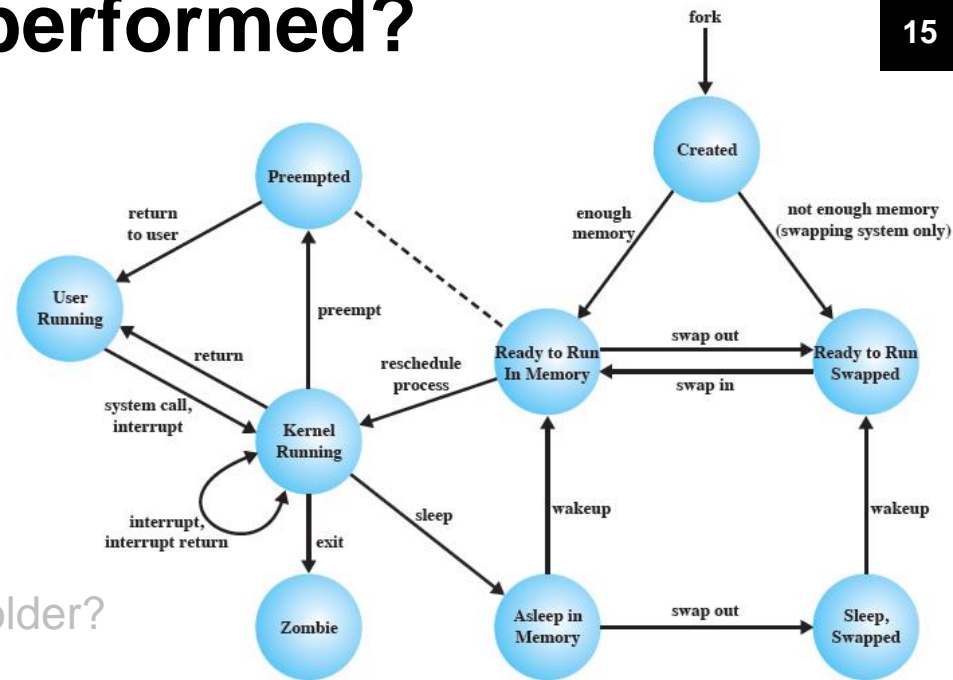 performed?
15
fork
Created
Preempted
return
to user
enough
memory
not enough memory
(swapping system only)
User
Running
preempt
return
reschedule
process
Ready to Run
In Memory
swap out
swap in
Ready to Run
Swapped
system call,
interrupt
Kernel
Running
interrupt,
interrupt return
sleep
exit
wakeup
wakeup
Zombie
Asleep in
Memory
swap out
Sleep,
Swapped
older?